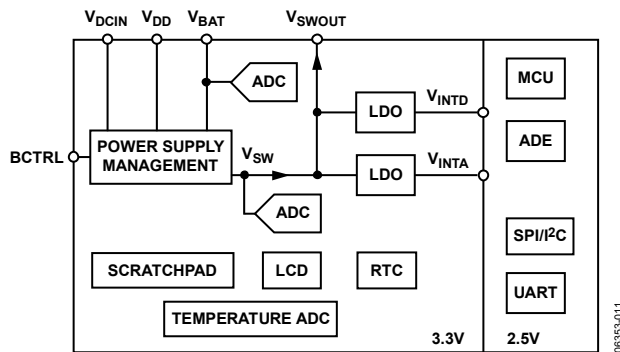 VDCIN VDD VBAT VSWOUT
ADC
MCU
LDO
VINTD
ADE
BCTRL
POWER SUPPLY
MANAGEMENT
VSW
LDO
VINTA
ADC
SPI/I2C
SCRATCHPAD
LCD
RTC
UART
TEMPERATURE ADC
3.3V
2.5V
06353-011